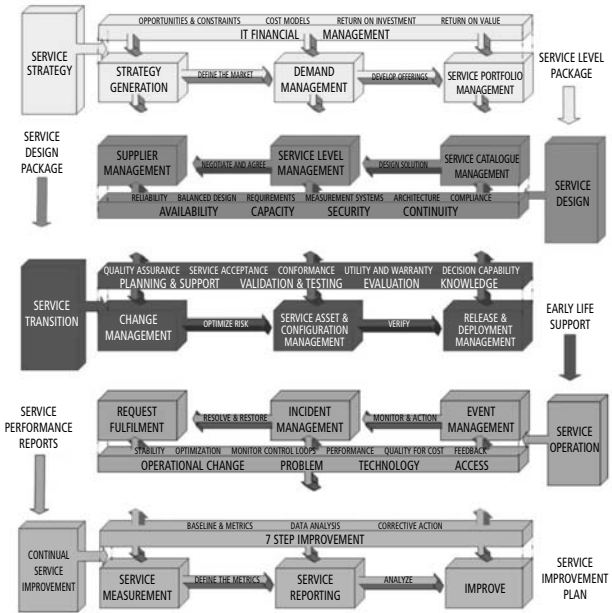 OPPORTUNITIES & CONSTRAINTS COST MODELS RETURN ON INVESTMENT RETURN ON VALUE
IT FINANCIAL MANAGEMENT
SERVICE
STRATEGY
STRATEGY
GENERATION
DEFINE THE MARKET
DEMAND
MANAGEMENT
DEVELOP OFFERINGS
SERVICE PORTFOLIO
MANAGEMENT
SERVICE LEVEL
PACKAGE
SERVICE
DESIGN
PACKAGE
SUPPLIER
MANAGEMENT
NEGOTIATE AND AGREE
SERVICE LEVEL
MANAGEMENT
DESIGN SOLUTION
SERVICE CATALOGUE
MANAGEMENT
SERVICE
DESIGN
RELIABILITY BALANCED DESIGN REQUIREMENTS MEASUREMENT SYSTEMS ARCHITECTURE COMPLIANCE
AVAILABILITY CAPACITY SECURITY CONTINUITY
QUALITY ASSURANCE SERVICE ACCEPTANCE CONFORMANCE UTILITY AND WARRANTY DECISION CAPABILITY
PLANNING & SUPPORT VALIDATION & TESTING EVALUATION KNOWLEDGE
SERVICE
TRANSITION
CHANGE
MANAGEMENT
OPTIMIZE RISK
SERVICE ASSET &
CONFIGURATION
MANAGEMENT
VERIFY
RELEASE &
DEPLOYMENT
MANAGEMENT
EARLY LIFE
SUPPORT
SERVICE
PERFORMANCE
REPORTS
REQUEST
FULFILMENT
RESOLVE & RESTORE
INCIDENT
MANAGEMENT
MONITOR & ACTION
EVENT
MANAGEMENT
SERVICE
OPERATION
STABILITY OPTIMIZATION MONITOR CONTROL LOOPS PERFORMANCE QUALITY FOR COST FEEDBACK
OPERATIONAL CHANGE PROBLEM TECHNOLOGY ACCESS
BASELINE & METRICS DATA ANALYSIS CORRECTIVE ACTION
7 STEP IMPROVEMENT
CONTINUAL
SERVICE
IMPROVEMENT
SERVICE
MEASUREMENT
DEFINE THE METRICS
SERVICE
REPORTING
ANALYZE
IMPROVE
SERVICE
IMPROVEMENT
PLAN